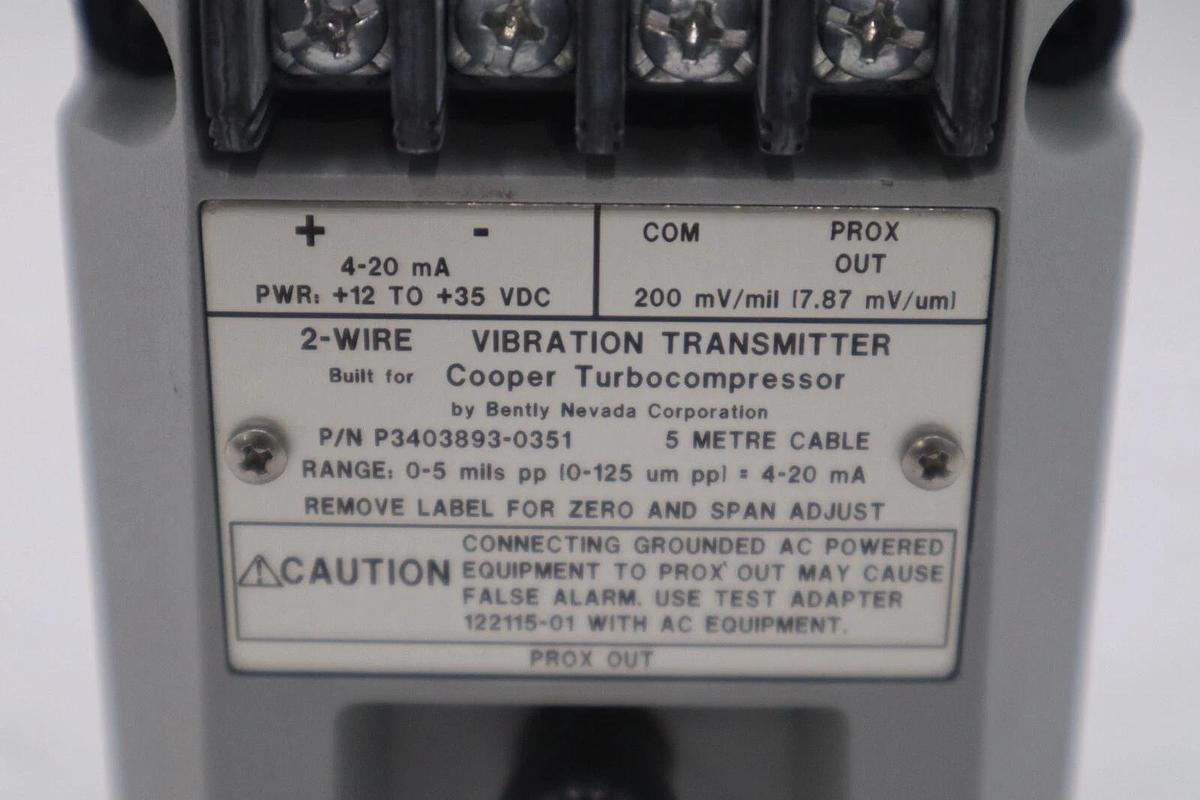 + - COM PROX
4-20 mA OUT
PWR: +12 TO +35 VDC 200 mV/mil (7.87 mV/um)
2-WIRE VIBRATION TRANSMITTER
Built for Cooper Turbocompressor
by Bently Nevada Corporation
P/N P3403893-0351 5 METRE CABLE
RANGE: 0-5 mils pp (0-125 um pp) = 4-20 mA
REMOVE LABEL FOR ZERO AND SPAN ADJUST
CAUTION
CONNECTING GROUNDED AC POWERED
EQUIPMENT TO PROX OUT MAY CAUSE
FALSE ALARM. USE TEST ADAPTER
122115-01 WITH AC EQUIPMENT.
PROX OUT